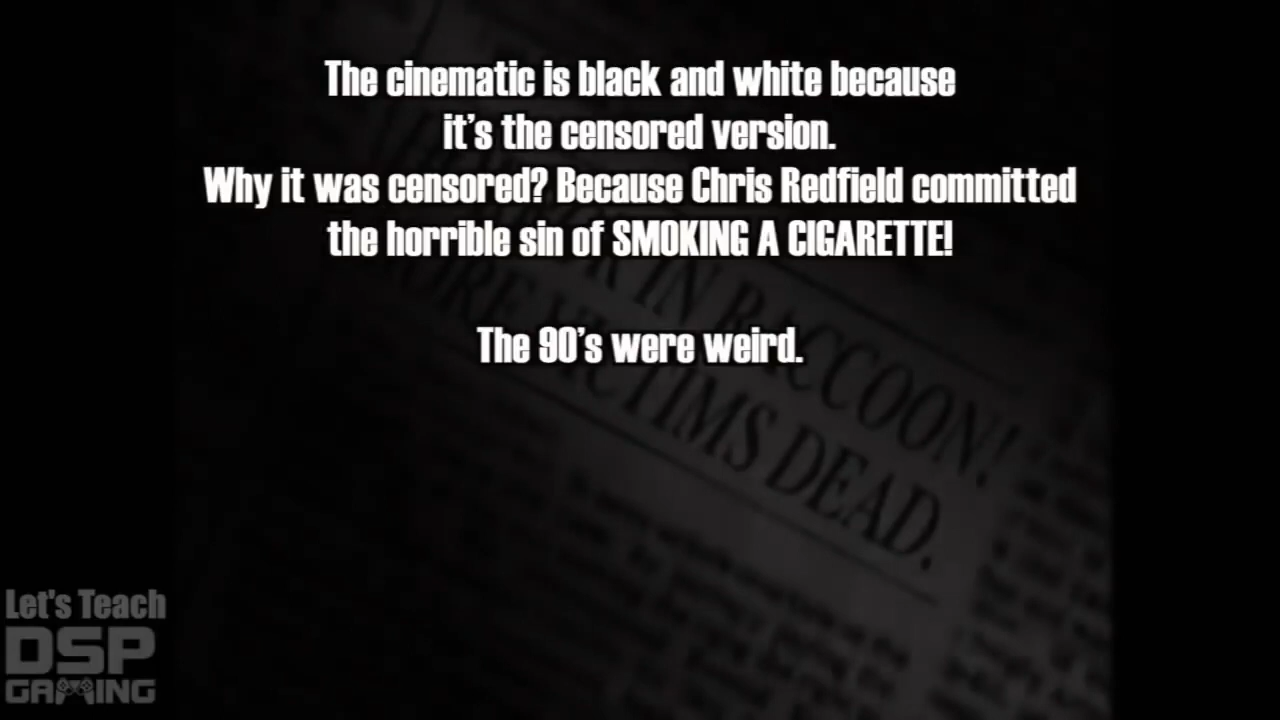 The cinematic is black and white because
it's the censored version.
Why it was censored? Because Chris Redfield committed
the horrible sin of SMOKING A CIGARETTE!
The 90's were weird.
IN RACCOON!
VICTIMS DEAD.
Let's Teach
DSP
GAMING